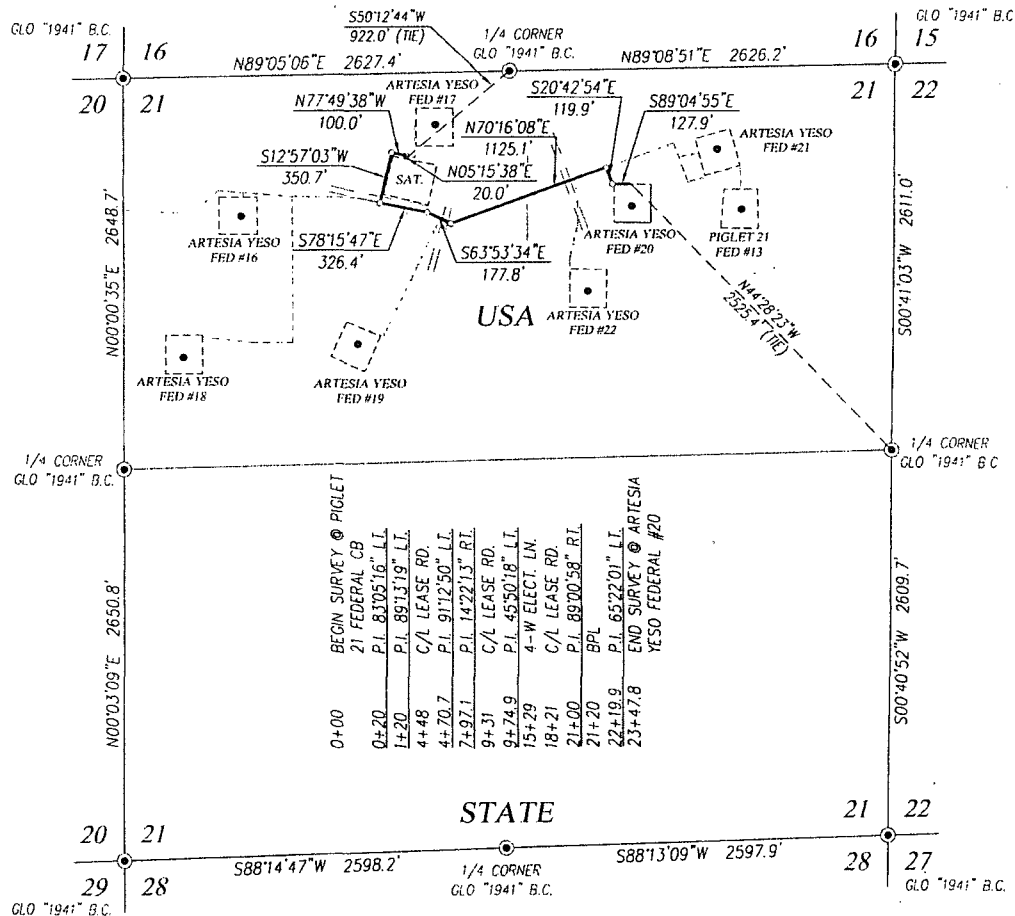 S50°12'44"W
922.0' (TIE)
GLO "1941" B.C.
1/4 CORNER
GLO "1941" B.C.
GLO "1941" B.C.
17 16
16 15
N89°05'06"E 2627.4'
N89°08'51"E 2626.2'
20 21
21 22
ARTESIA YESO
FED #17
S20°42'54"E
119.9'
N77°49'38"W
100.0'
N70°16'08"E
1125.1'
S89°04'55"E
127.9'
ARTESIA YESO
FED #21
S12°57'03"W
350.7'
SAT.
N05°15'38"E
20.0'
ARTESIA YESO
FED #16
S78°15'47"E
326.4'
S63°53'34"E
177.8'
ARTESIA YESO
FED #20
PIGLET 21
FED #13
N00°00'35"E 2648.7'
S00°41'03"W 2611.0'
N44°28'23"W
2525.4' (TIE)
USA
ARTESIA YESO
FED #22
ARTESIA YESO
FED #18
ARTESIA YESO
FED #19
1/4 CORNER
GLO "1941" B.C.
1/4 CORNER
GLO "1941" B.C
0+00 BEGIN SURVEY @ PIGLET
21 FEDERAL CB
0+20 P.I. 83°05'16" LT.
1+20 P.I. 89°13'19" LT.
4+48 C/L LEASE RD.
4+70.7 P.I. 91°12'50" LT.
7+97.1 P.I. 14°22'13" RT.
9+31 C/L LEASE RD.
9+74.9 P.I. 45°50'18" LT.
15+29 4-W ELECT. LN.
18+21 C/L LEASE RD.
21+00 P.I. 89°00'58" RT.
21+20 BPL
22+19.9 P.I. 65°22'01" LT.
23+47.8 END SURVEY @ ARTESIA
YESO FEDERAL #20
N00°03'09"E 2650.8'
S00°40'52"W 2609.7'
STATE
20 21
21 22
S88°14'47"W 2598.2'
S88°13'09"W 2597.9'
29 28
1/4 CORNER
GLO "1941" B.C.
28 27
GLO "1941" B.C.
GLO "1941" B.C.